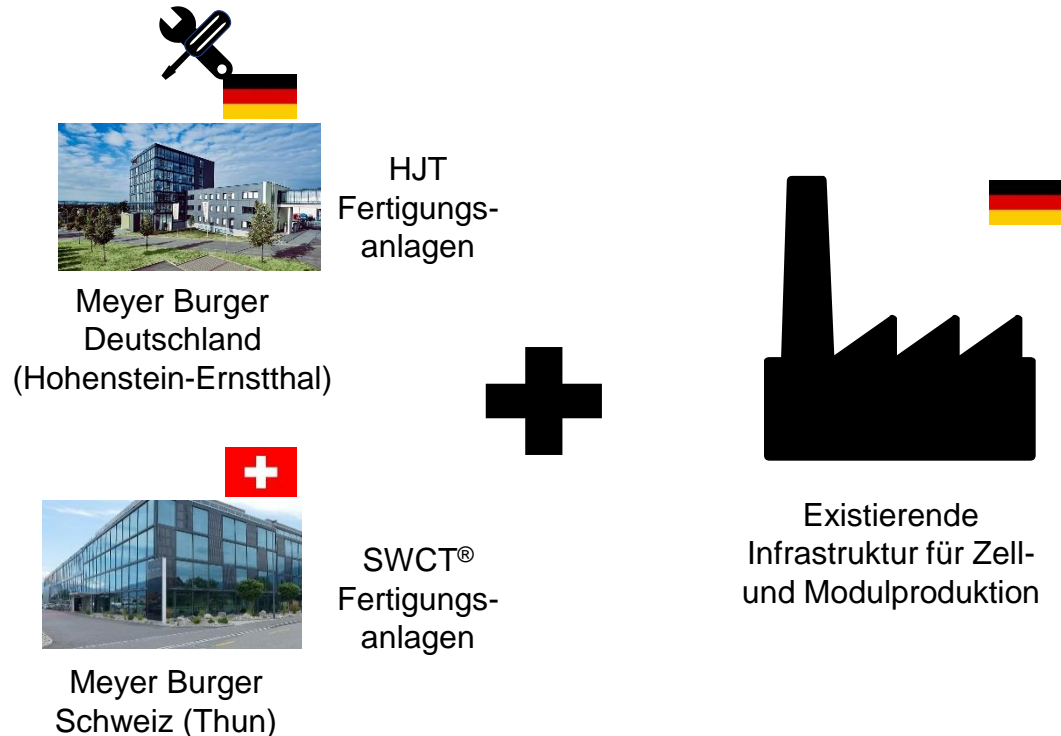 HJT
Fertigungs-
anlagen
Meyer Burger
Deutschland
(Hohenstein-Ernstthal)
SWCT®
Fertigungs-
anlagen
Meyer Burger
Schweiz (Thun)
Existierende
Infrastruktur für Zell-
und Modulproduktion